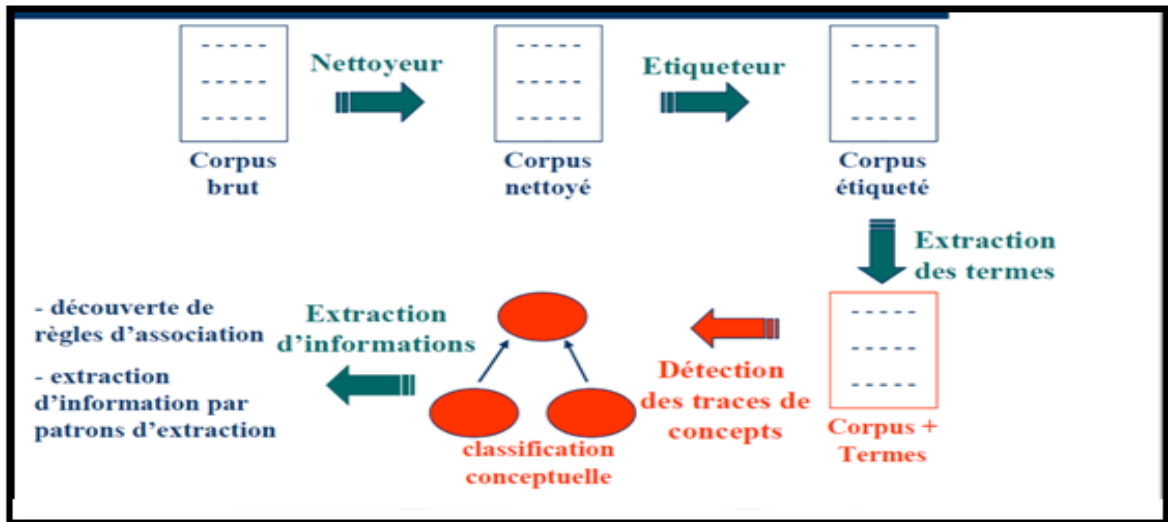 Nettoyeur
Etiqueteur
Corpus
brut
Corpus
nettoyé
Corpus
étiqueté
Extraction
des termes
Corpus +
Termes
Détection
des traces de
concepts
classification
conceptuelle
Extraction
d'informations
- découverte de
règles d'association
- extraction
d'information par
patrons d'extraction